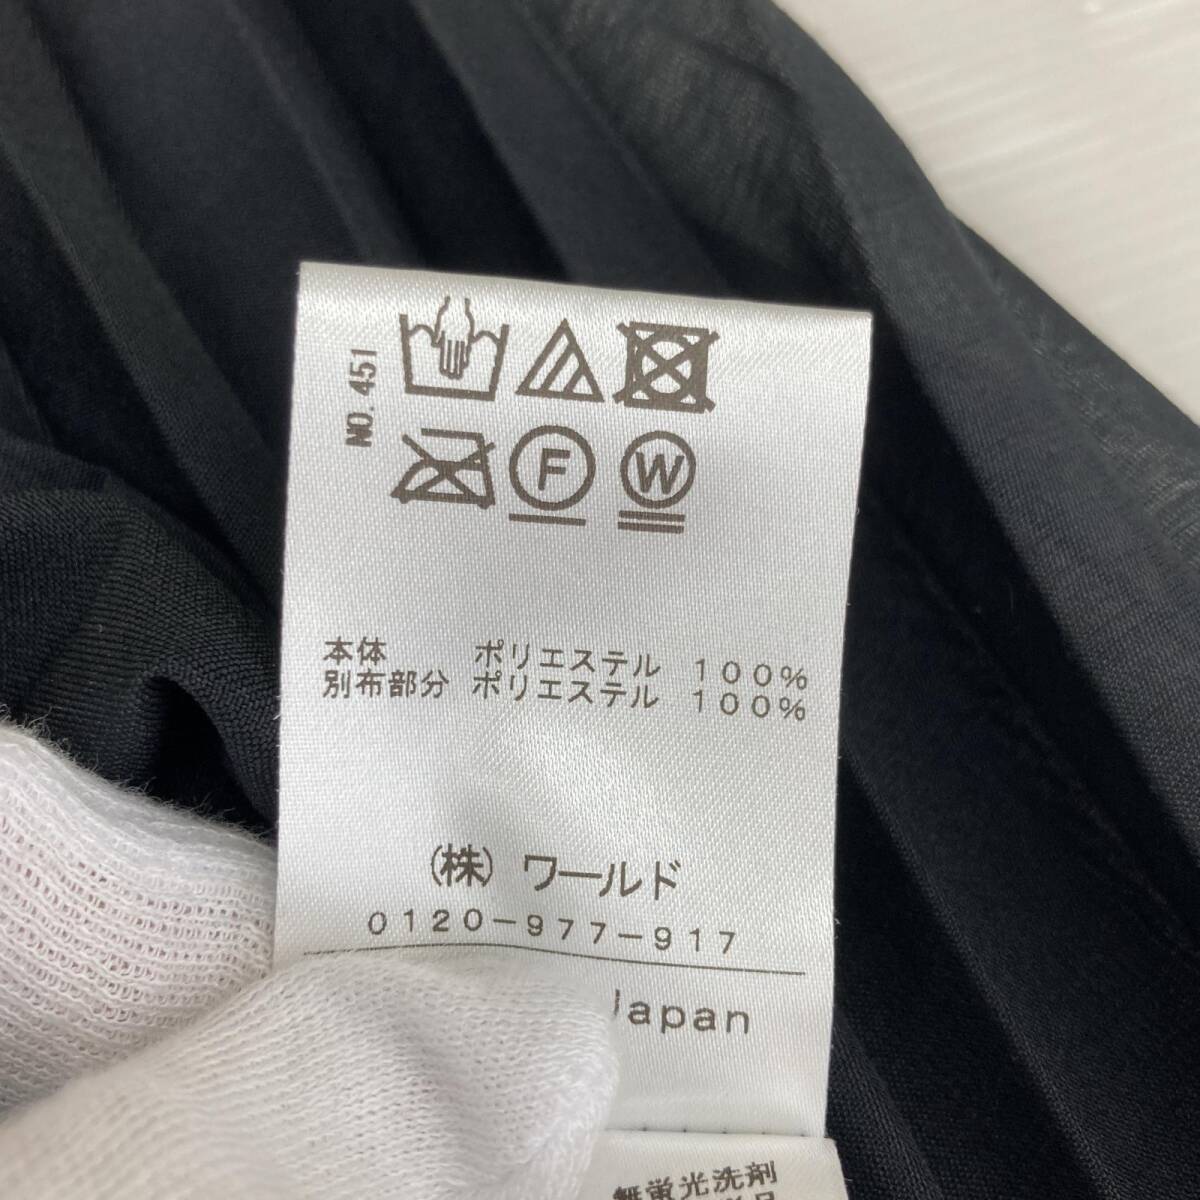 NO. 451
F
W
本体 ポリエステル 100%
別布部分 ポリエステル 100%
(株) ワールド
0120-977-917
Japan
無蛍光洗剤